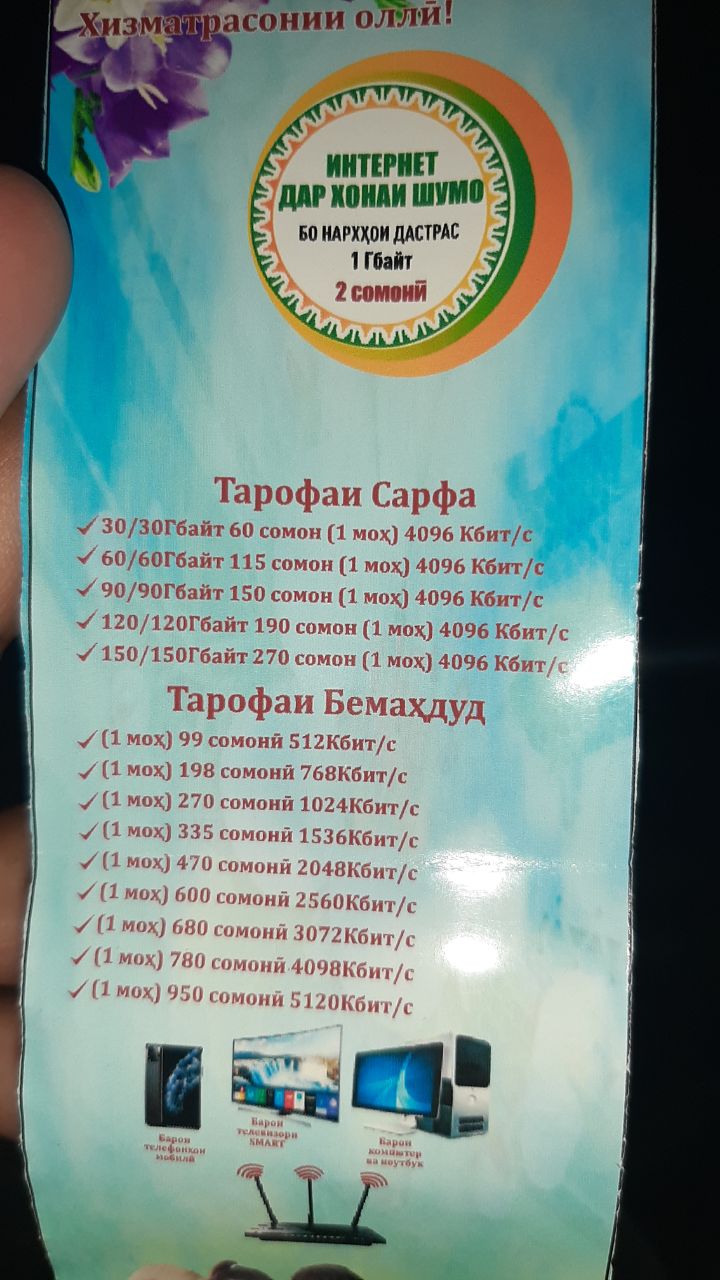 Хизматрасонии оллӣ!
ИНТЕРНЕТ
ДАР ХОНАИ ШУМО
БО НАРХҲОИ ДАСТРАС
1 Гбайт
2 сомонӣ
Тарофаи Сарфа
✓30/30Гбайт 60 сомон (1 моҳ) 4096 Кбит/с
✓60/60Гбайт 115 сомон (1 моҳ) 4096 Кбит/с
✓90/90Гбайт 150 сомон (1 моҳ) 4096 Кбит/с
✓120/120Гбайт 190 сомон (1 моҳ) 4096 Кбит/с
✓150/150Гбайт 270 сомон (1 моҳ) 4096 Кбит/с
Тарофаи Бемаҳдуд
✓(1 моҳ) 99 сомонӣ 512Кбит/с
✓(1 моҳ) 198 сомонӣ 768Кбит/с
✓(1 моҳ) 270 сомонӣ 1024Кбит/с
✓(1 моҳ) 335 сомонӣ 1536Кбит/с
✓(1 моҳ) 470 сомонӣ 2048Кбит/с
✓(1 моҳ) 600 сомонӣ 2560Кбит/с
✓(1 моҳ) 680 сомонӣ 3072Кбит/с
✓(1 моҳ) 780 сомонӣ 4098Кбит/с
✓(1 моҳ) 950 сомонӣ 5120Кбит/с
Барои
телефонҳои
мобилӣ
Барои
телевизори
SMART
Барои
компютер
ва ноутбук